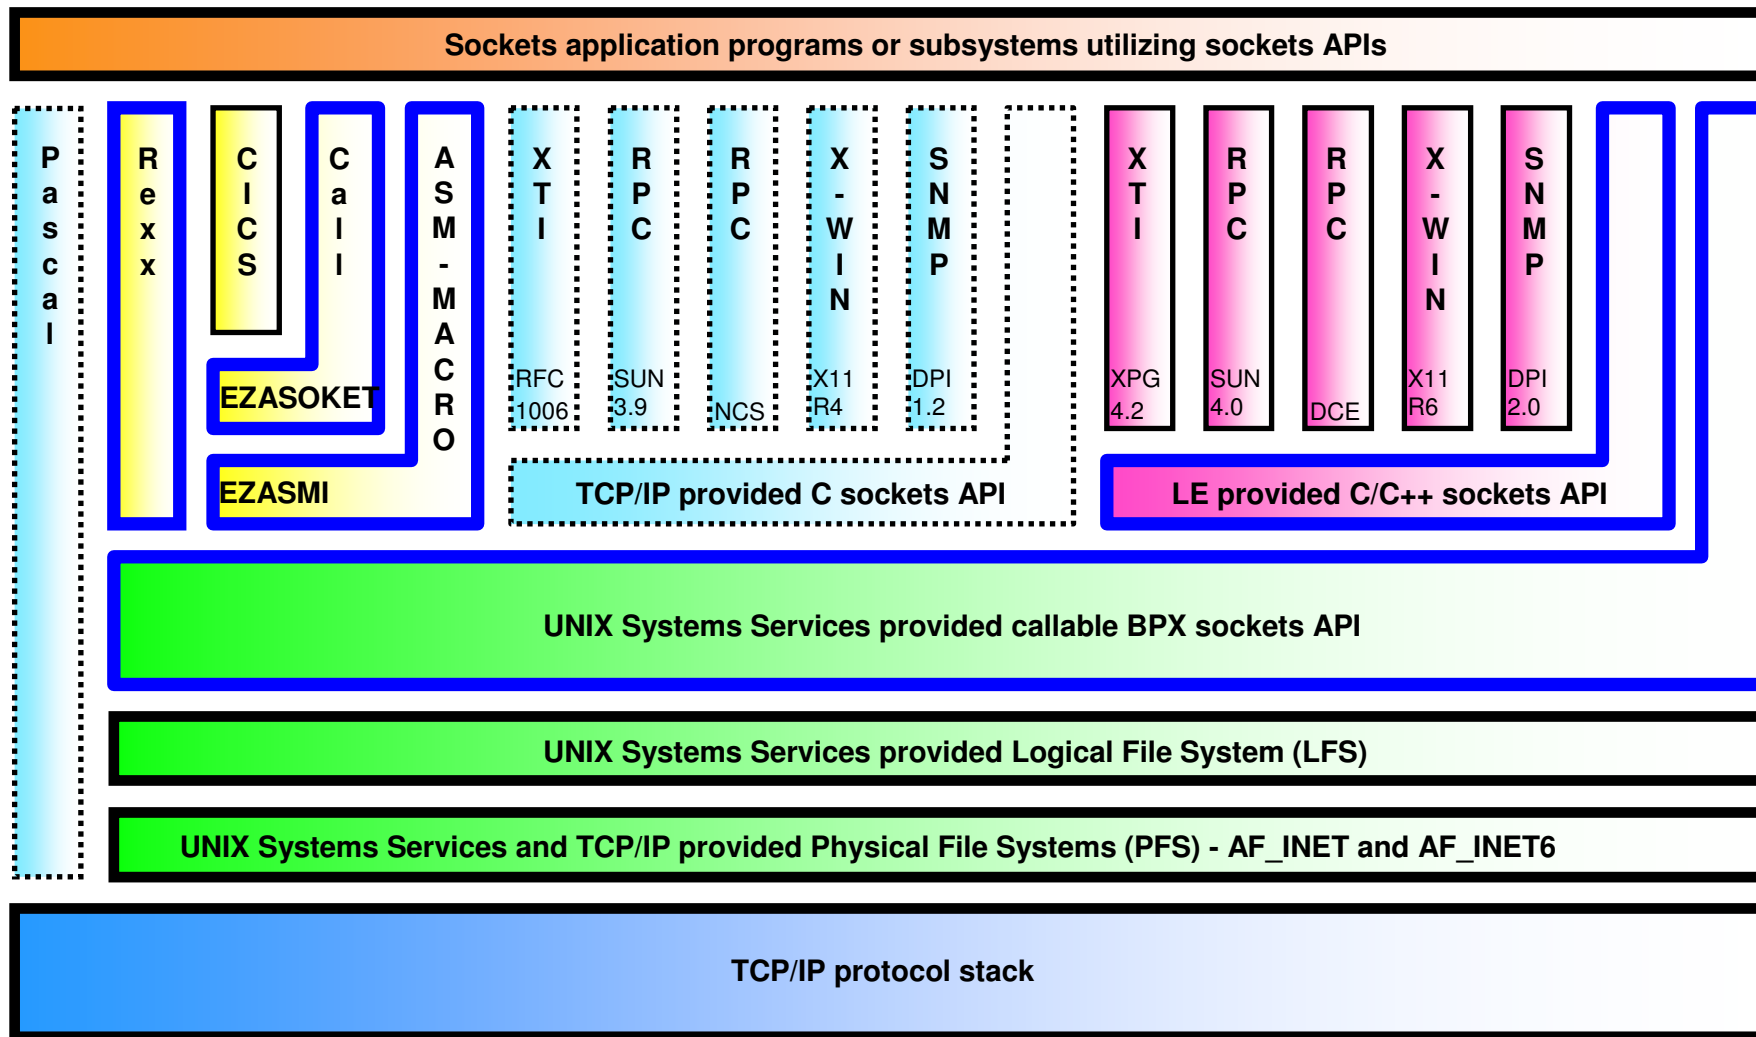 Sockets application programs or subsystems utilizing sockets APIs
Pascal
Rexx
CICS
Call
EZASOKET
ASM-MACRO
EZASMI
XTI
RFC
1006
RPC
SUN
3.9
RPC
NCS
X-WIN
X11
R4
SNMP
DPI
1.2
TCP/IP provided C sockets API
XTI
XPG
4.2
RPC
SUN
4.0
RPC
DCE
X-WIN
X11
R6
SNMP
DPI
2.0
LE provided C/C++ sockets API
UNIX Systems Services provided callable BPX sockets API
UNIX Systems Services provided Logical File System (LFS)
UNIX Systems Services and TCP/IP provided Physical File Systems (PFS) - AF_INET and AF_INET6
TCP/IP protocol stack